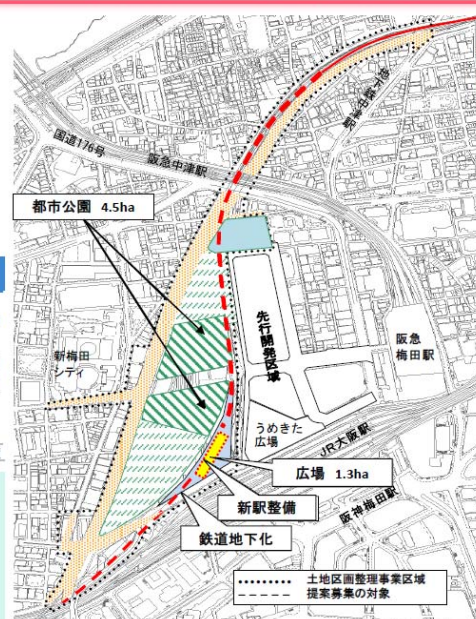 国道176号
阪急中津駅
都市公園 4.5ha
新梅田
シティ
先行開発区域
阪急
梅田駅
うめきた
広場
JR大阪駅
広場 1.3ha
阪神梅田駅
新駅整備
鉄道地下化
土地区画整理事業区域
提案募集の対象